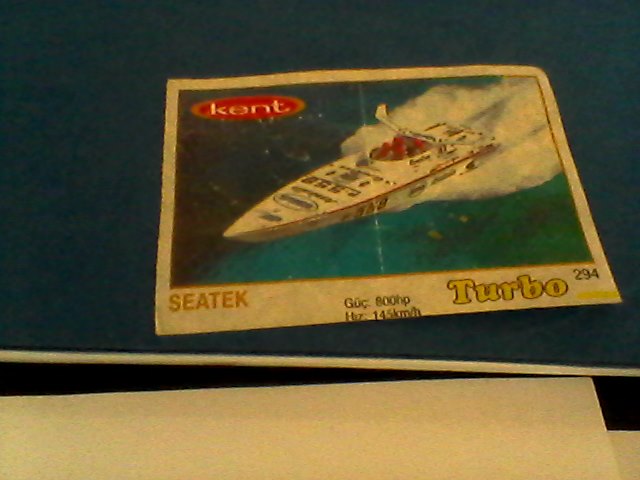 kent
SEATEK
Güç: 800hp
Hız: 145km/h
Turbo
294